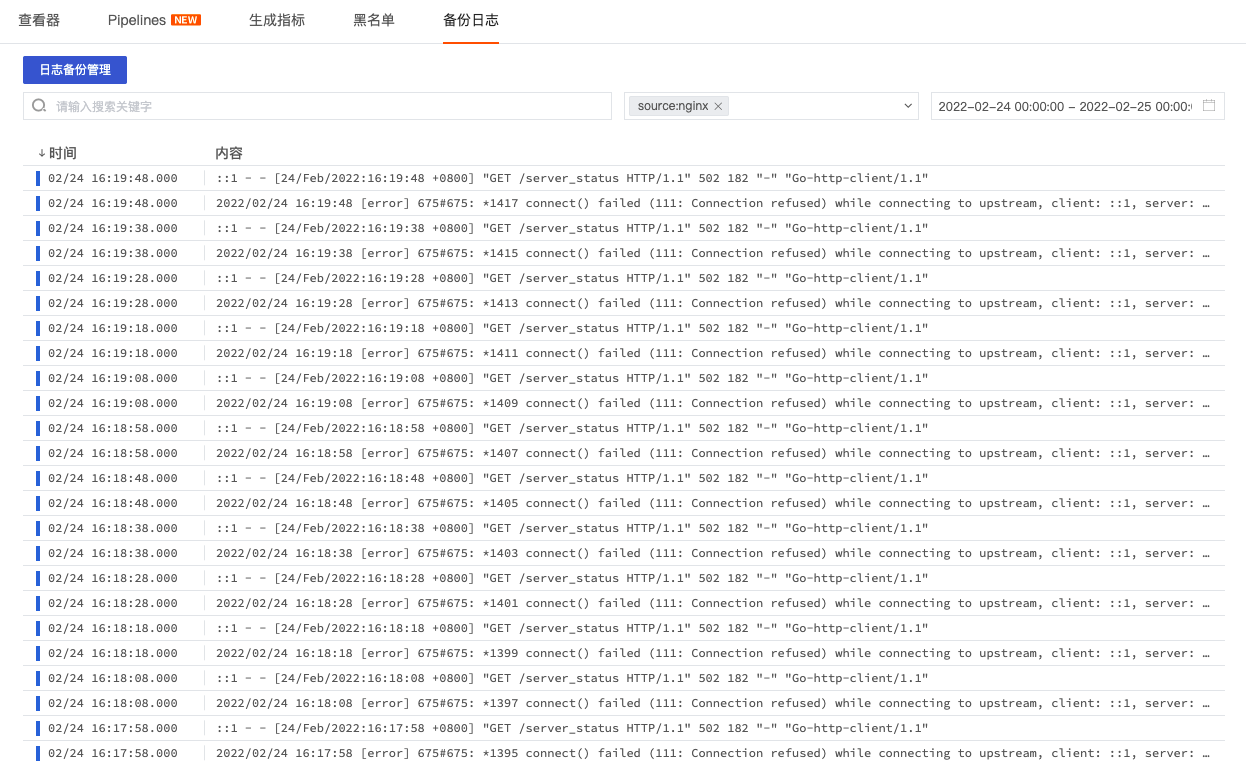 查看器 Pipelines NEW 生成指标 黑名单 备份日志
日志备份管理
请输入搜索关键字 source:nginx × 2022-02-24 00:00:00 – 2022-02-25 00:00:
↓时间 内容
02/24 16:19:48.000 ::1 - - [24/Feb/2022:16:19:48 +0800] "GET /server_status HTTP/1.1" 502 182 "-" "Go-http-client/1.1"
02/24 16:19:48.000 2022/02/24 16:19:48 [error] 675#675: *1417 connect() failed (111: Connection refused) while connecting to upstream, client: ::1, server: …
02/24 16:19:38.000 ::1 - - [24/Feb/2022:16:19:38 +0800] "GET /server_status HTTP/1.1" 502 182 "-" "Go-http-client/1.1"
02/24 16:19:38.000 2022/02/24 16:19:38 [error] 675#675: *1415 connect() failed (111: Connection refused) while connecting to upstream, client: ::1, server: …
02/24 16:19:28.000 ::1 - - [24/Feb/2022:16:19:28 +0800] "GET /server_status HTTP/1.1" 502 182 "-" "Go-http-client/1.1"
02/24 16:19:28.000 2022/02/24 16:19:28 [error] 675#675: *1413 connect() failed (111: Connection refused) while connecting to upstream, client: ::1, server: …
02/24 16:19:18.000 ::1 - - [24/Feb/2022:16:19:18 +0800] "GET /server_status HTTP/1.1" 502 182 "-" "Go-http-client/1.1"
02/24 16:19:18.000 2022/02/24 16:19:18 [error] 675#675: *1411 connect() failed (111: Connection refused) while connecting to upstream, client: ::1, server: …
02/24 16:19:08.000 ::1 - - [24/Feb/2022:16:19:08 +0800] "GET /server_status HTTP/1.1" 502 182 "-" "Go-http-client/1.1"
02/24 16:19:08.000 2022/02/24 16:19:08 [error] 675#675: *1409 connect() failed (111: Connection refused) while connecting to upstream, client: ::1, server: …
02/24 16:18:58.000 ::1 - - [24/Feb/2022:16:18:58 +0800] "GET /server_status HTTP/1.1" 502 182 "-" "Go-http-client/1.1"
02/24 16:18:58.000 2022/02/24 16:18:58 [error] 675#675: *1407 connect() failed (111: Connection refused) while connecting to upstream, client: ::1, server: …
02/24 16:18:48.000 ::1 - - [24/Feb/2022:16:18:48 +0800] "GET /server_status HTTP/1.1" 502 182 "-" "Go-http-client/1.1"
02/24 16:18:48.000 2022/02/24 16:18:48 [error] 675#675: *1405 connect() failed (111: Connection refused) while connecting to upstream, client: ::1, server: …
02/24 16:18:38.000 ::1 - - [24/Feb/2022:16:18:38 +0800] "GET /server_status HTTP/1.1" 502 182 "-" "Go-http-client/1.1"
02/24 16:18:38.000 2022/02/24 16:18:38 [error] 675#675: *1403 connect() failed (111: Connection refused) while connecting to upstream, client: ::1, server: …
02/24 16:18:28.000 ::1 - - [24/Feb/2022:16:18:28 +0800] "GET /server_status HTTP/1.1" 502 182 "-" "Go-http-client/1.1"
02/24 16:18:28.000 2022/02/24 16:18:28 [error] 675#675: *1401 connect() failed (111: Connection refused) while connecting to upstream, client: ::1, server: …
02/24 16:18:18.000 ::1 - - [24/Feb/2022:16:18:18 +0800] "GET /server_status HTTP/1.1" 502 182 "-" "Go-http-client/1.1"
02/24 16:18:18.000 2022/02/24 16:18:18 [error] 675#675: *1399 connect() failed (111: Connection refused) while connecting to upstream, client: ::1, server: …
02/24 16:18:08.000 ::1 - - [24/Feb/2022:16:18:08 +0800] "GET /server_status HTTP/1.1" 502 182 "-" "Go-http-client/1.1"
02/24 16:18:08.000 2022/02/24 16:18:08 [error] 675#675: *1397 connect() failed (111: Connection refused) while connecting to upstream, client: ::1, server: …
02/24 16:17:58.000 ::1 - - [24/Feb/2022:16:17:58 +0800] "GET /server_status HTTP/1.1" 502 182 "-" "Go-http-client/1.1"
02/24 16:17:58.000 2022/02/24 16:17:58 [error] 675#675: *1395 connect() failed (111: Connection refused) while connecting to upstream, client: ::1, server: …